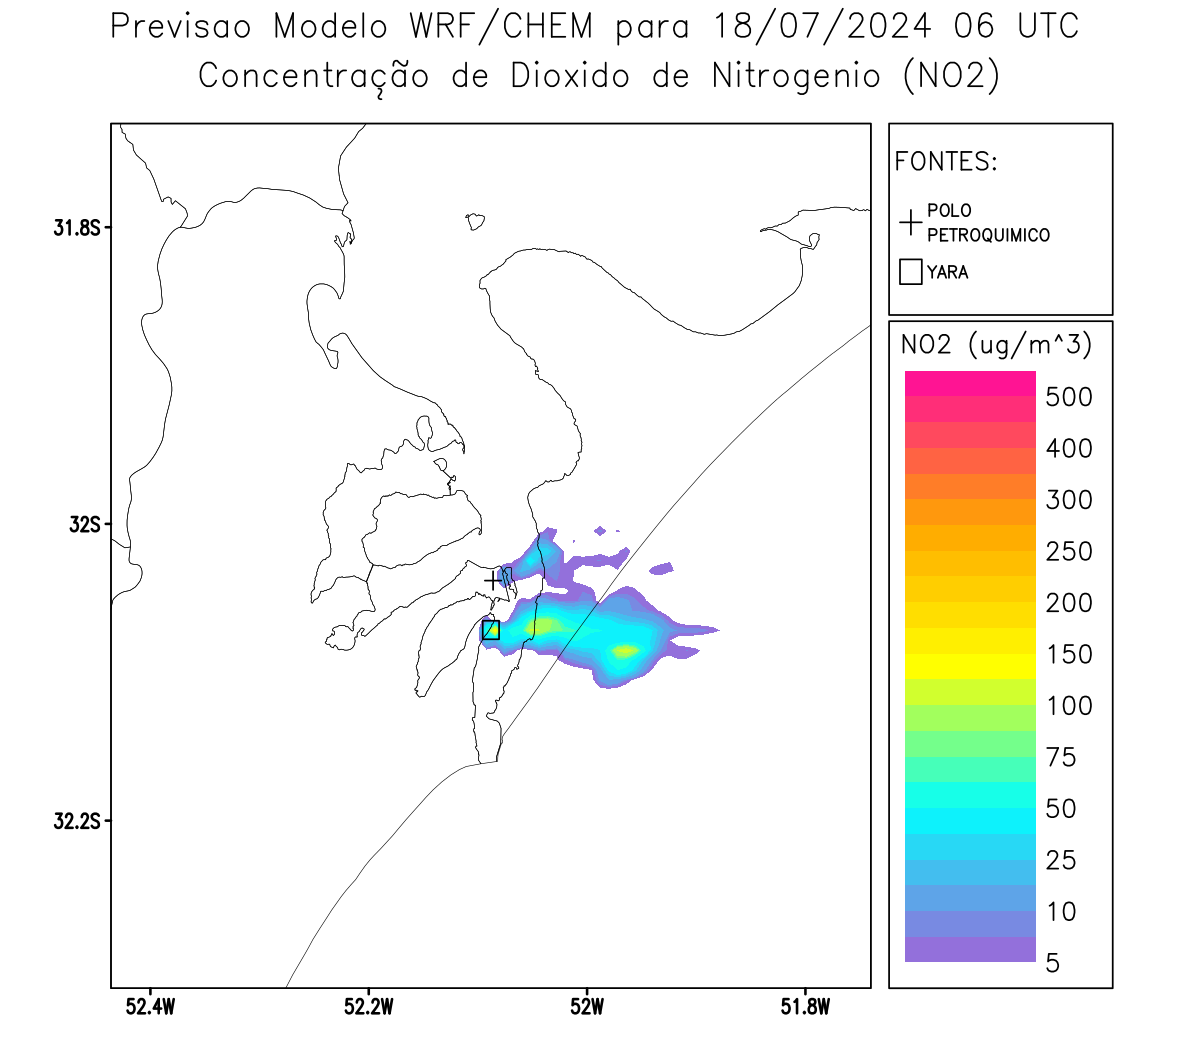 Previsao Modelo WRF/CHEM para 18/07/2024 06 UTC
Concentração de Dioxido de Nitrogenio (NO2)
FONTES:
POLO
PETROQUIMICO
YARA
NO2 (ug/m^3)
500
400
300
250
200
150
100
75
50
25
10
5
31.8S
32S
32.2S
52.4W
52.2W
52W
51.8W